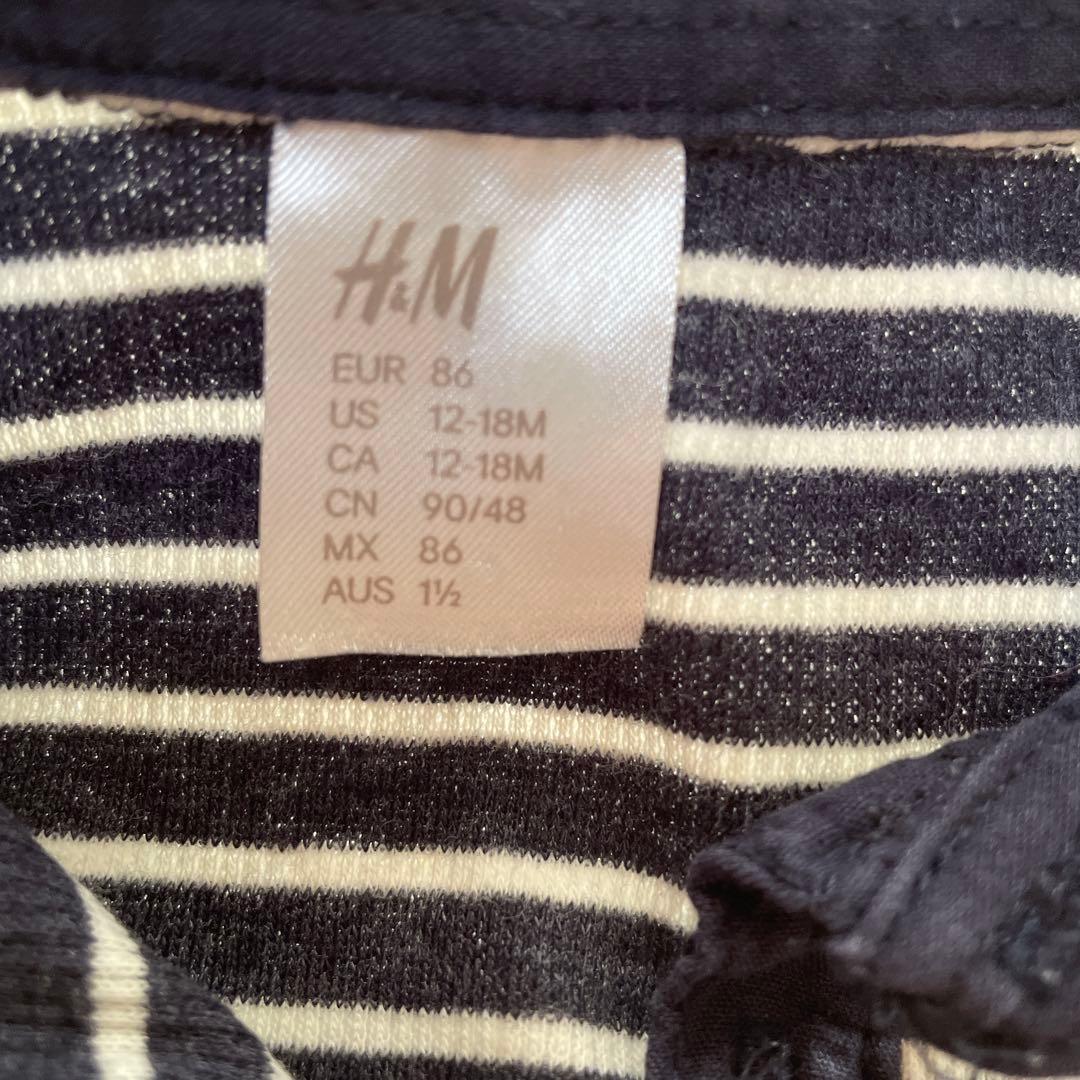 H&M
EUR 86
US 12-18M
CA 12-18M
CN 90/48
MX 86
AUS 1½